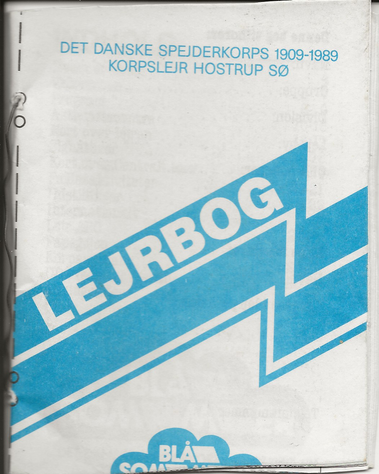 DET DANSKE SPEJDERKORPS 1909-1989
KORPSLEJR HOSTRUP SØ
LEJRBOG
BLÅ